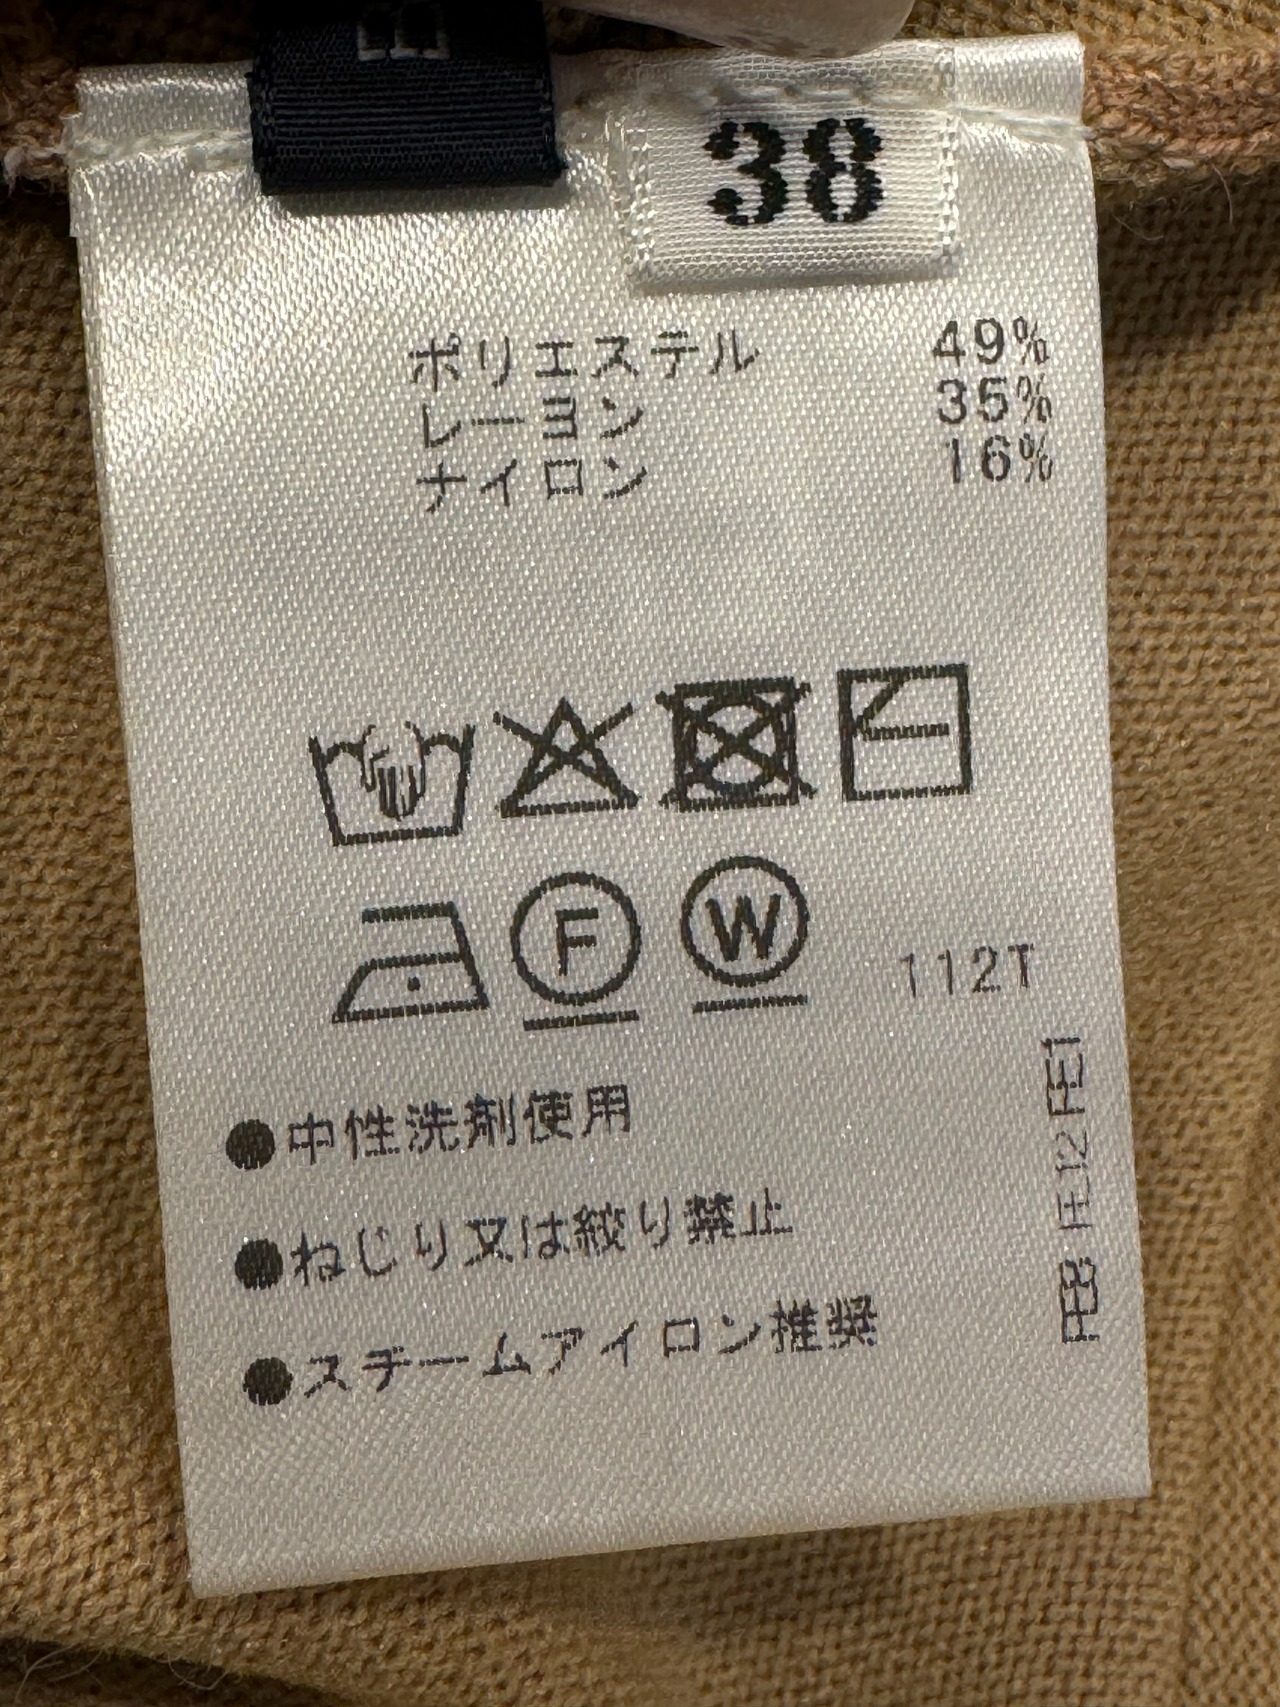 38
ポリエステル 49%
レーヨン 35%
ナイロン 16%
F W 112T
●中性洗剤使用
●ねじり又は絞り禁止
●スチームアイロン推奨